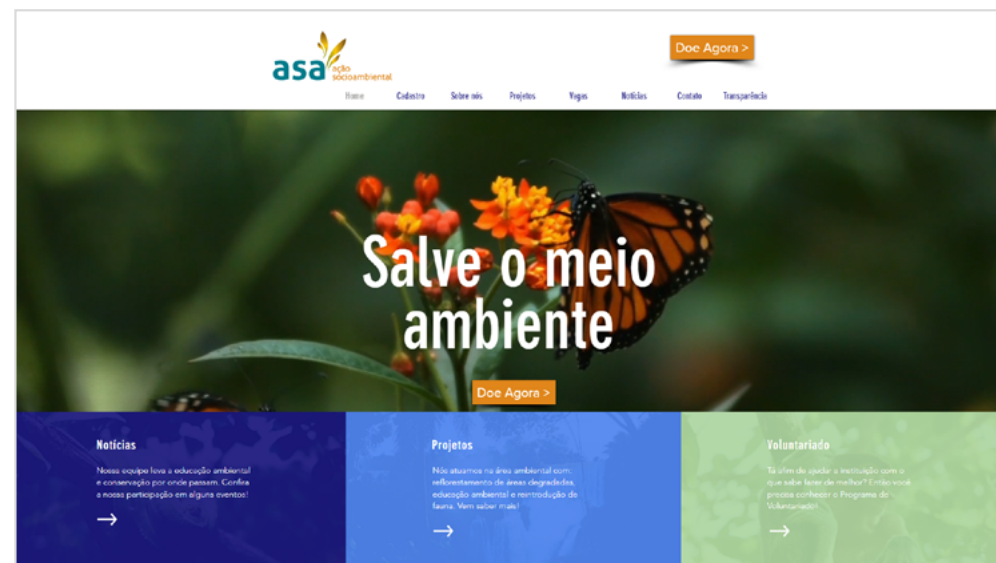 asa
ação
socioambiental
Doe Agora >
Home Cadastro Sobre nós Projetos Vagas Notícias Contato Transparência
Salve o meio
ambiente
Doe Agora >
Notícias
Nossa equipe leva a educação ambiental
e conservação por onde passam. Confira
a nossa participação em alguns eventos!
Projetos
Nós atuamos na área ambiental com:
reflorestamento de áreas degradadas,
educação ambiental e reintrodução de
fauna. Vem saber mais!
Voluntariado
Tá afim de ajudar a instituição com o
que sabe fazer de melhor? Então você
precisa conhecer o Programa de
Voluntariado!